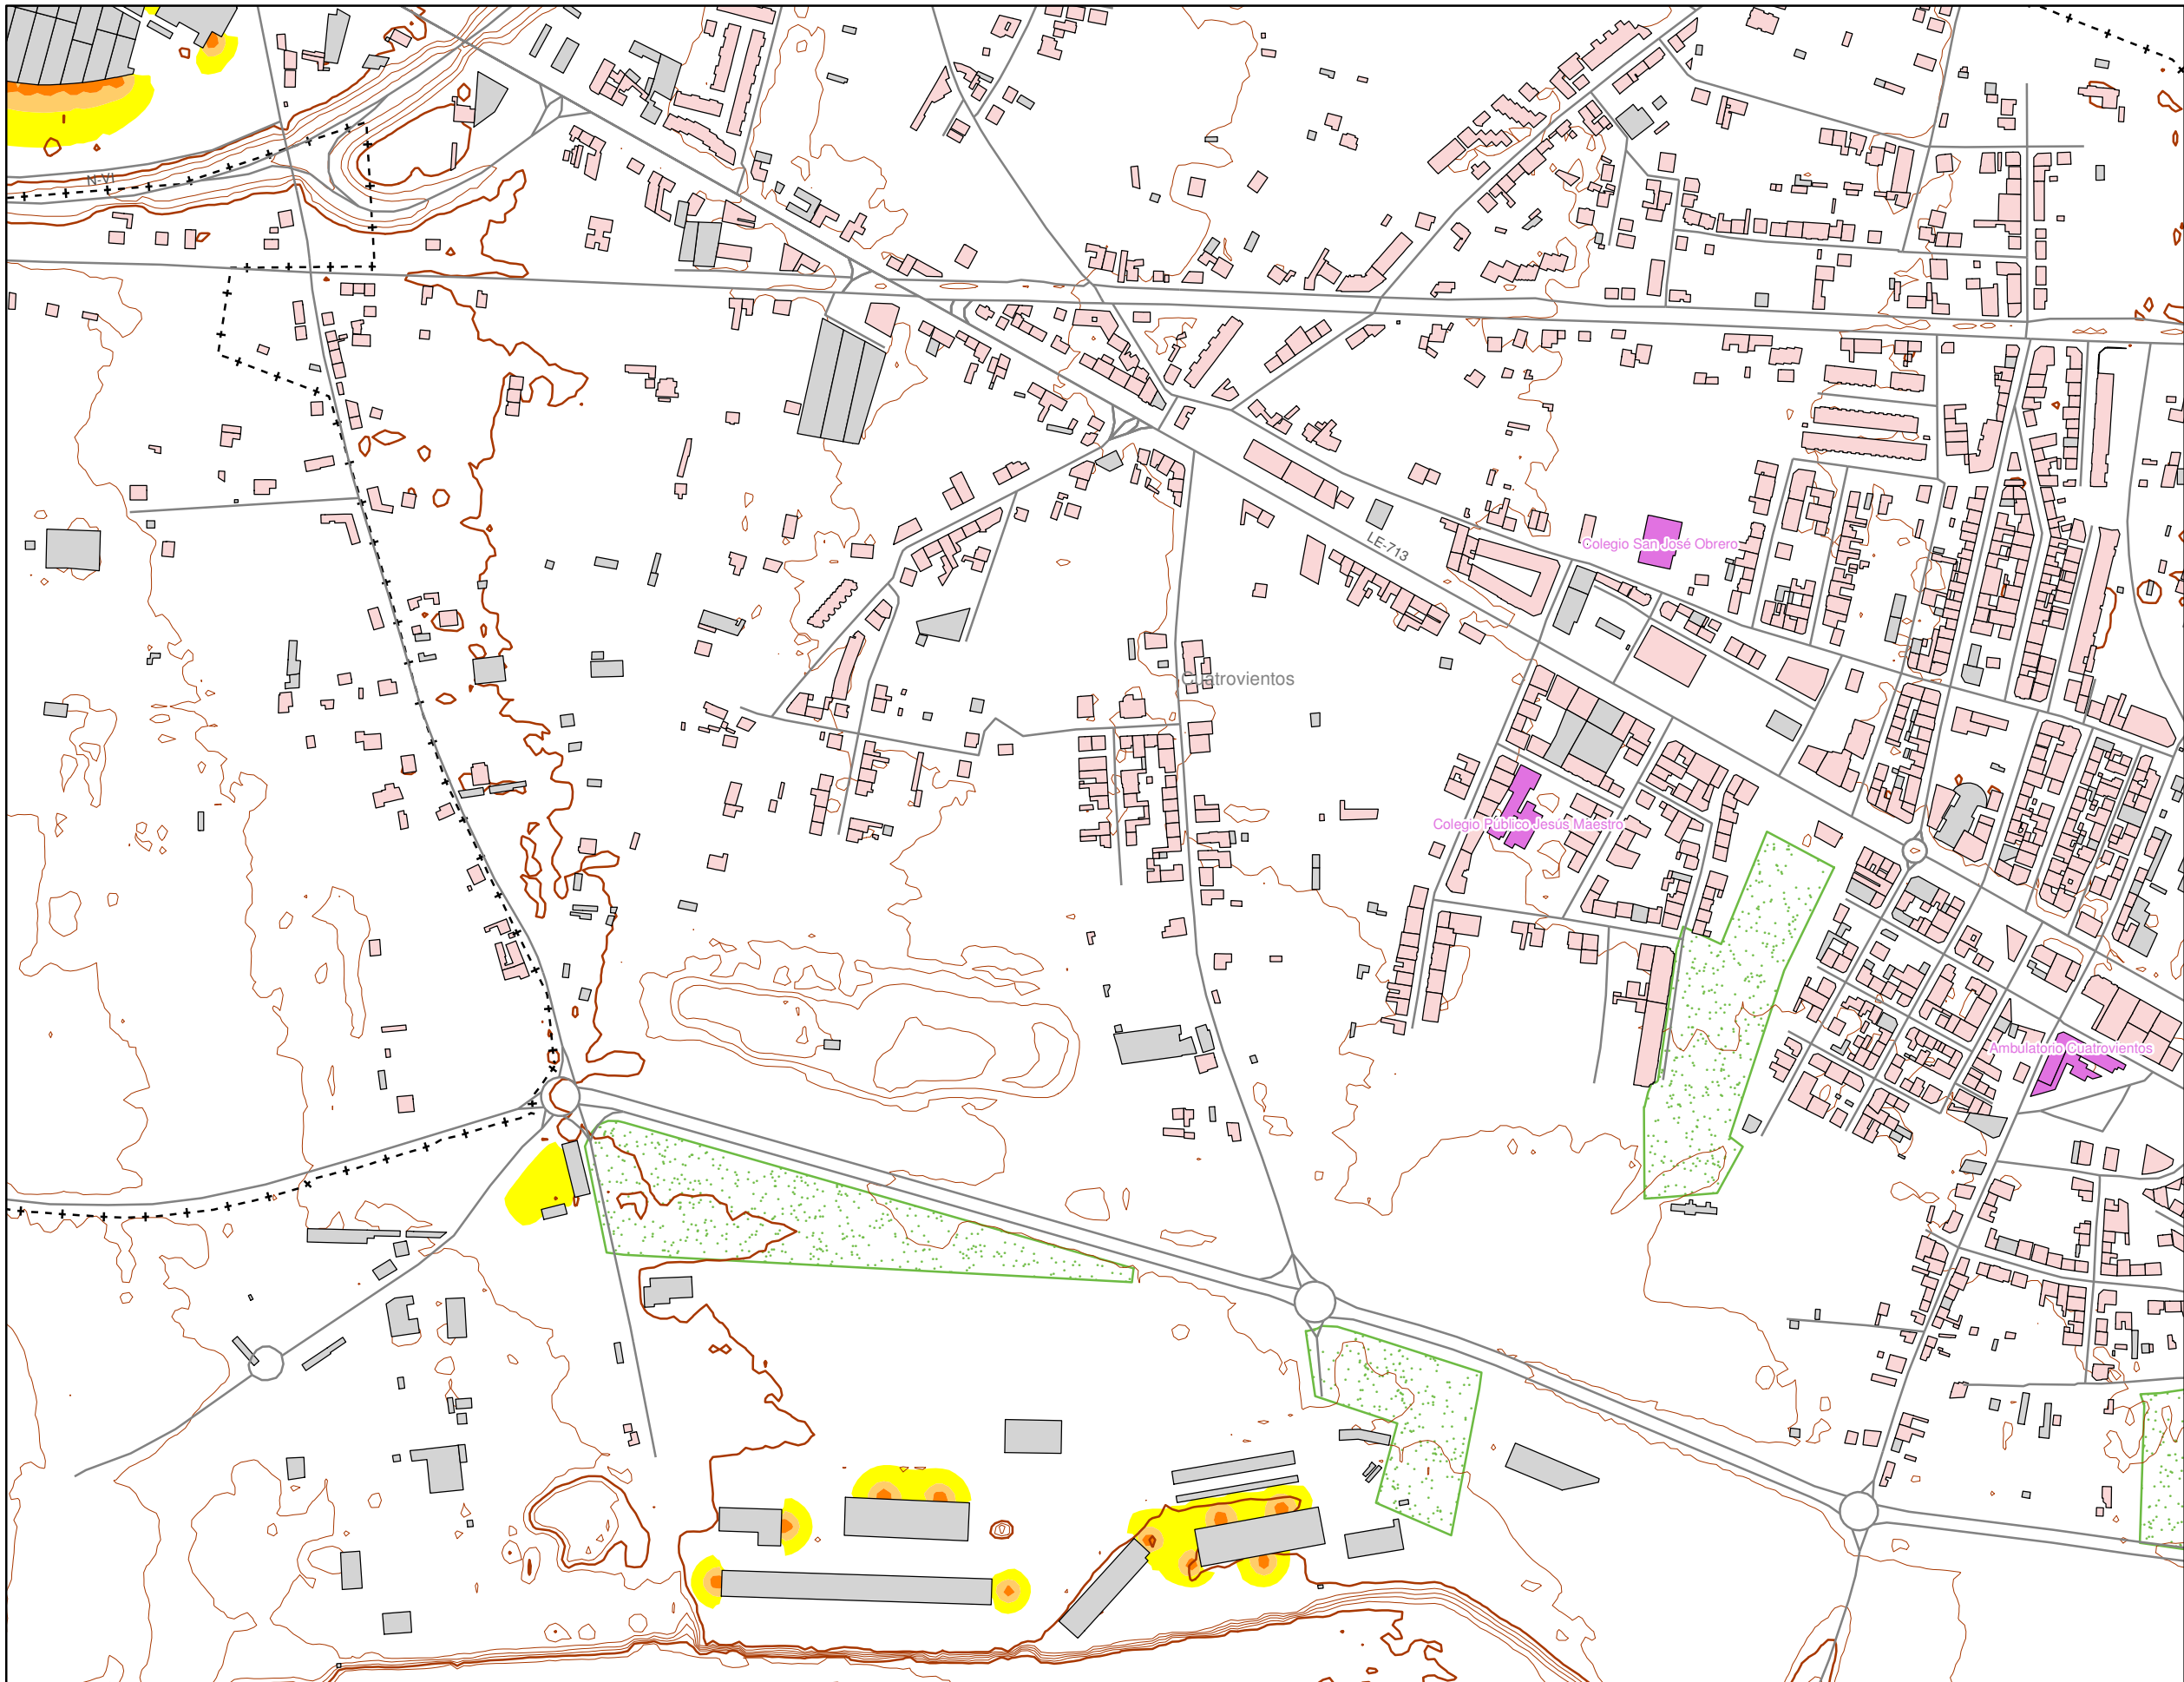 N-VI
LE-713
Colegio San José Obrero
Cuatrovientos
Colegio Público Jesús Maestro
Ambulatorio Cuatrovientos